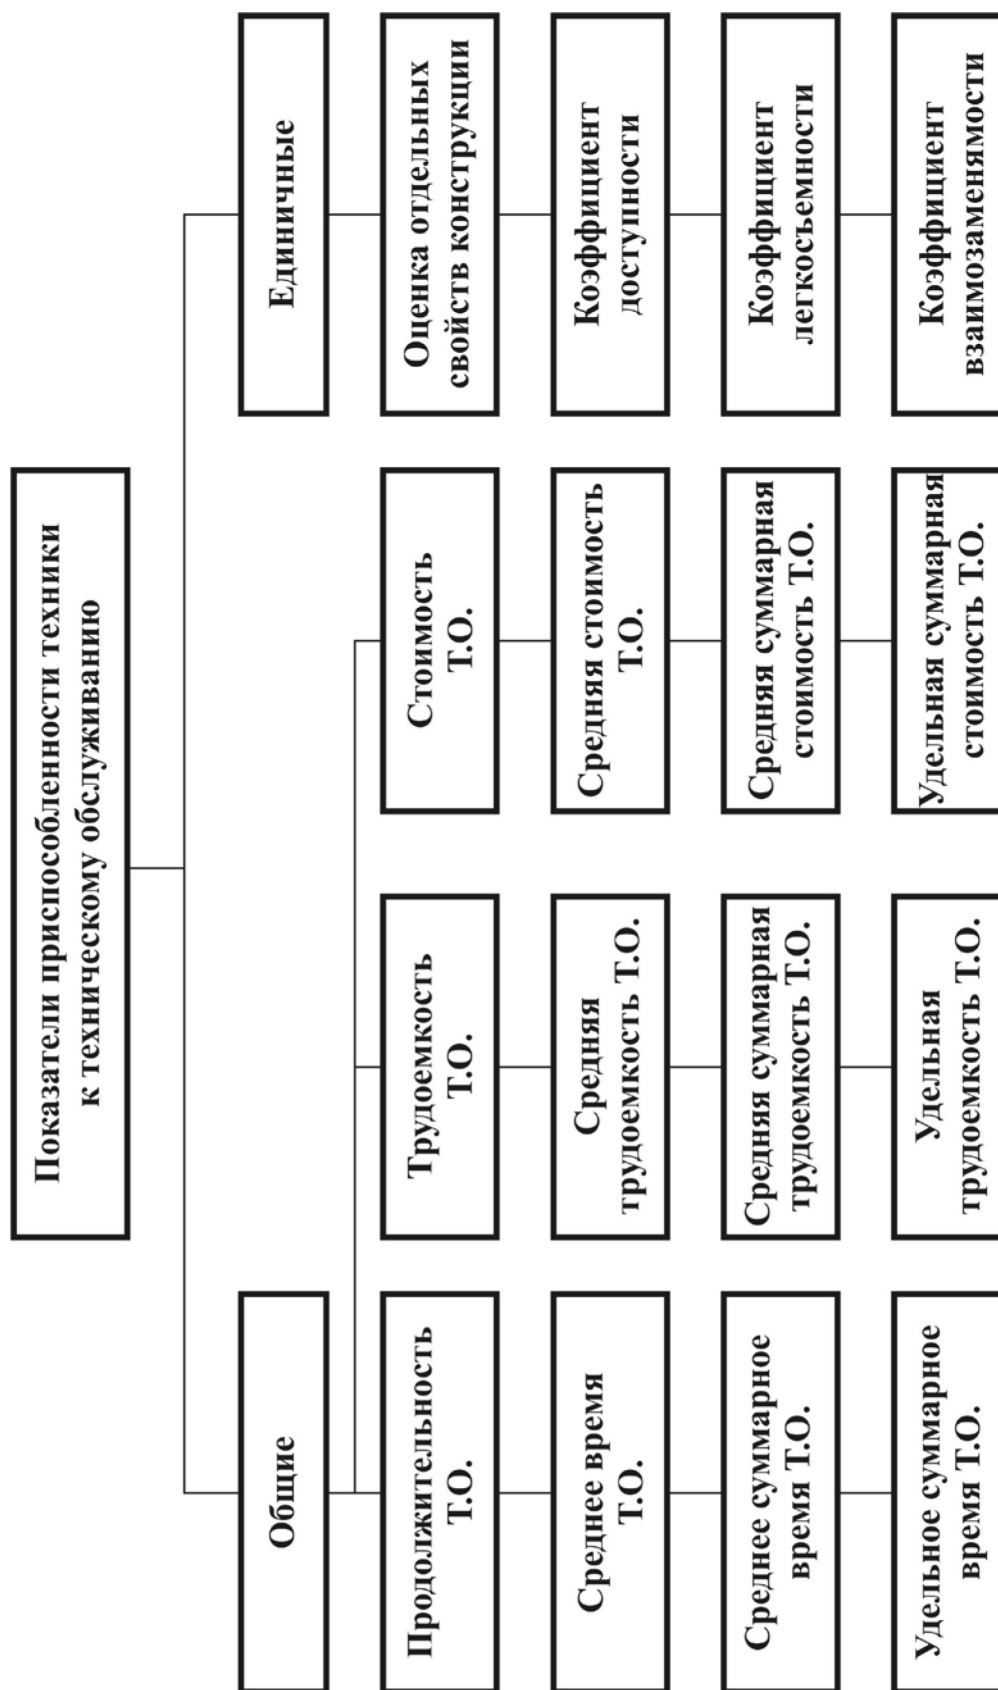 Показатели приспособленности техники
к техническому обслуживанию
Общие
Единичные
Продолжительность
Т.О.
Трудоемкость
Т.О.
Стоимость
Т.О.
Оценка отдельных
свойств конструкции
Среднее время
Т.О.
Средняя
трудоемкость Т.О.
Средняя стоимость
Т.О.
Коэффициент
доступности
Среднее суммарное
время Т.О.
Средняя суммарная
трудоемкость Т.О.
Средняя суммарная
стоимость Т.О.
Коэффициент
легкосъемности
Удельное суммарное
время Т.О.
Удельная
трудоемкость Т.О.
Удельная суммарная
стоимость Т.О.
Коэффициент
взаимозаменямости